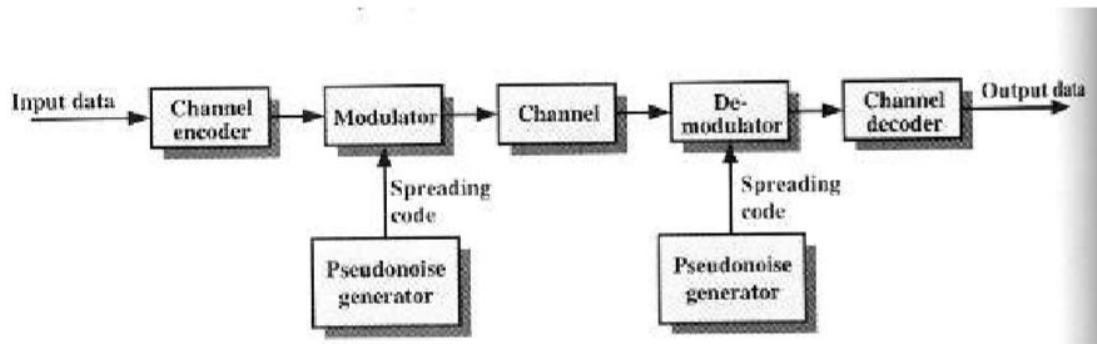 Input data
Channel
encoder
Modulator
Channel
De-
modulator
Channel
decoder
Output data
Spreading
code
Spreading
code
Pseudonoise
generator
Pseudonoise
generator